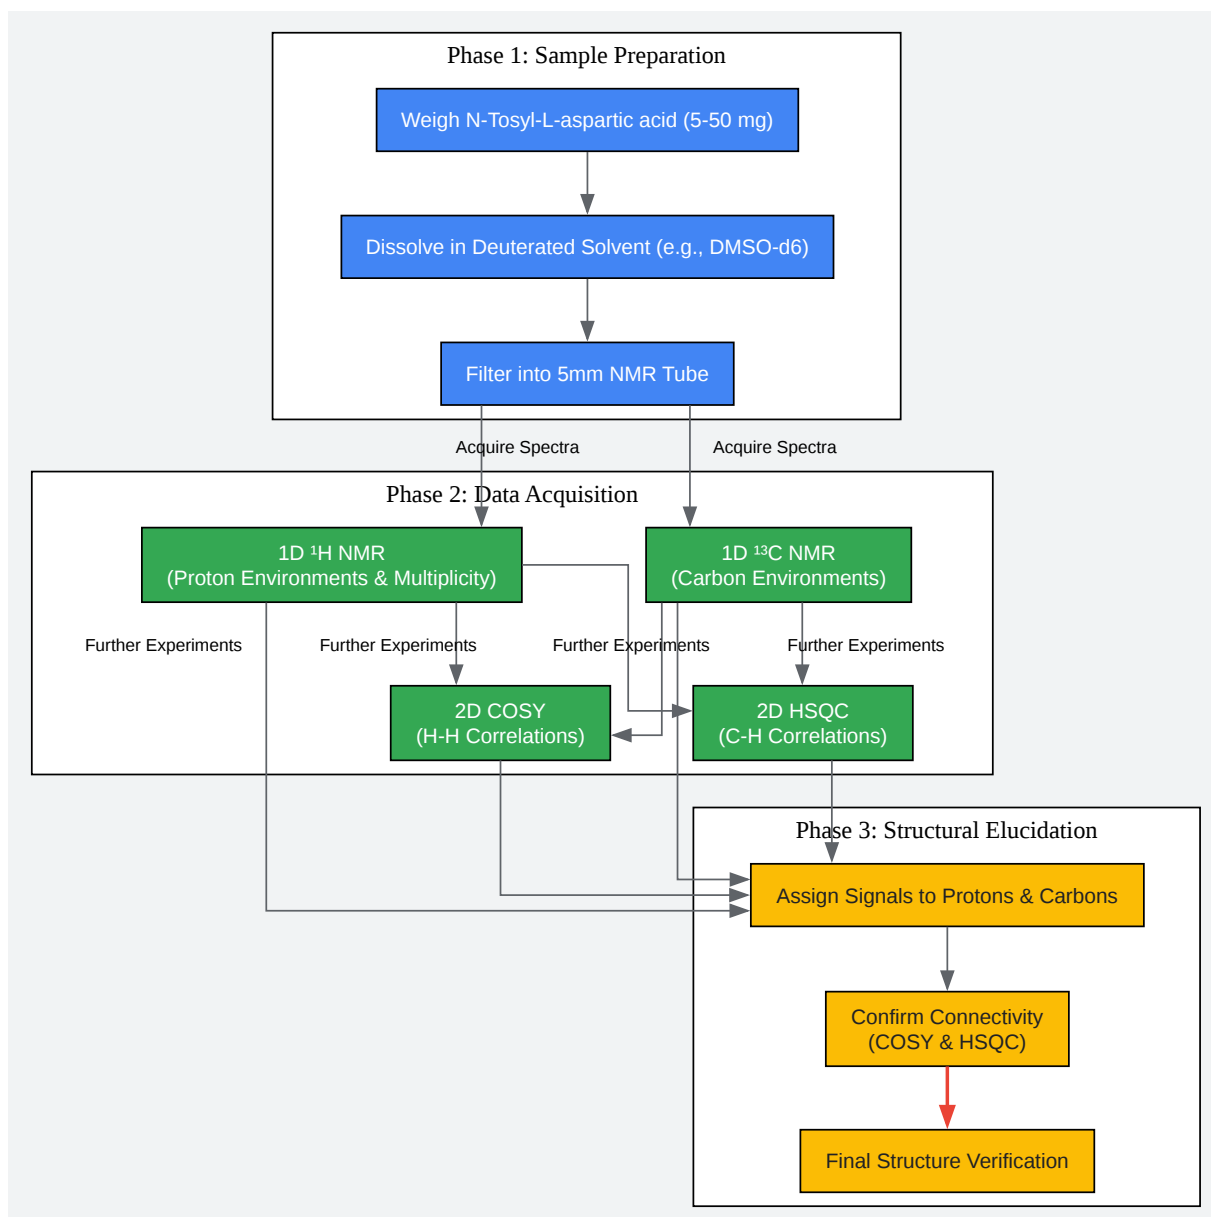 Phase 1: Sample Preparation
Weigh N-Tosyl-L-aspartic acid (5-50 mg)
Dissolve in Deuterated Solvent (e.g., DMSO-d6)
Filter into 5mm NMR Tube
Acquire Spectra
Acquire Spectra
Phase 2: Data Acquisition
1D ¹H NMR
(Proton Environments & Multiplicity)
1D ¹³C NMR
(Carbon Environments)
Further Experiments
Further Experiments
Further Experiments
Further Experiments
2D COSY
(H-H Correlations)
2D HSQC
(C-H Correlations)
Phase 3: Structural Elucidation
Assign Signals to Protons & Carbons
Confirm Connectivity
(COSY & HSQC)
Final Structure Verification